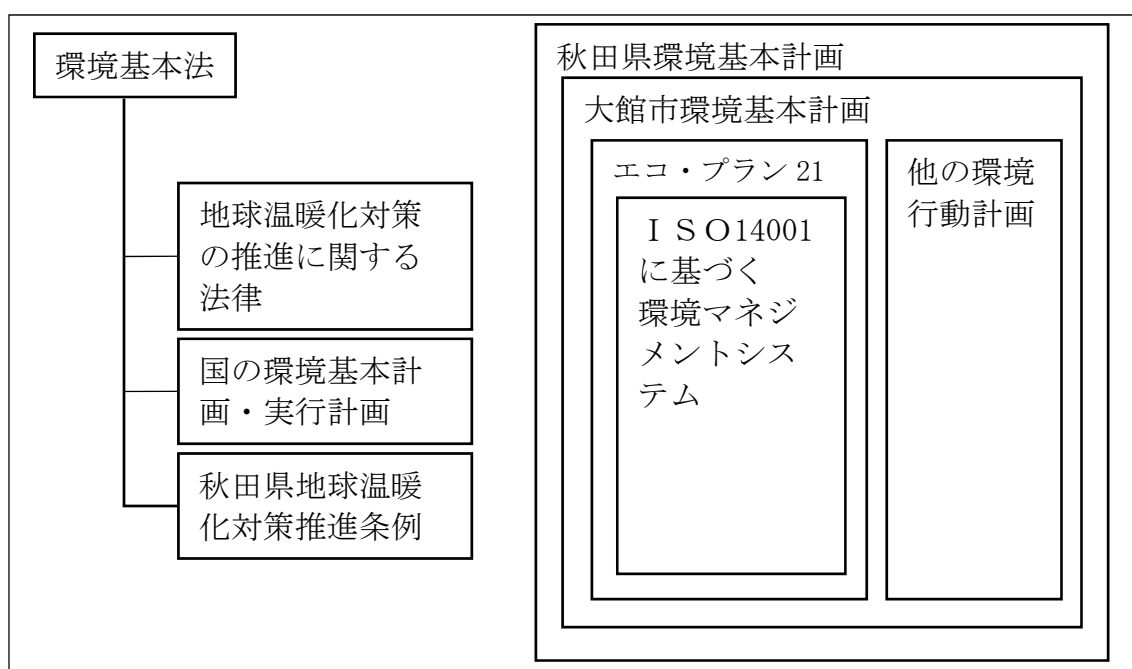 環境基本法
地球温暖化対策
の推進に関する
法律
国の環境基本計
画・実行計画
秋田県地球温暖
化対策推進条例
秋田県環境基本計画
大館市環境基本計画
エコ・プラン 21
ＩＳＯ14001
に基づく
環境マネジ
メントシス
テム
他の環境
行動計画